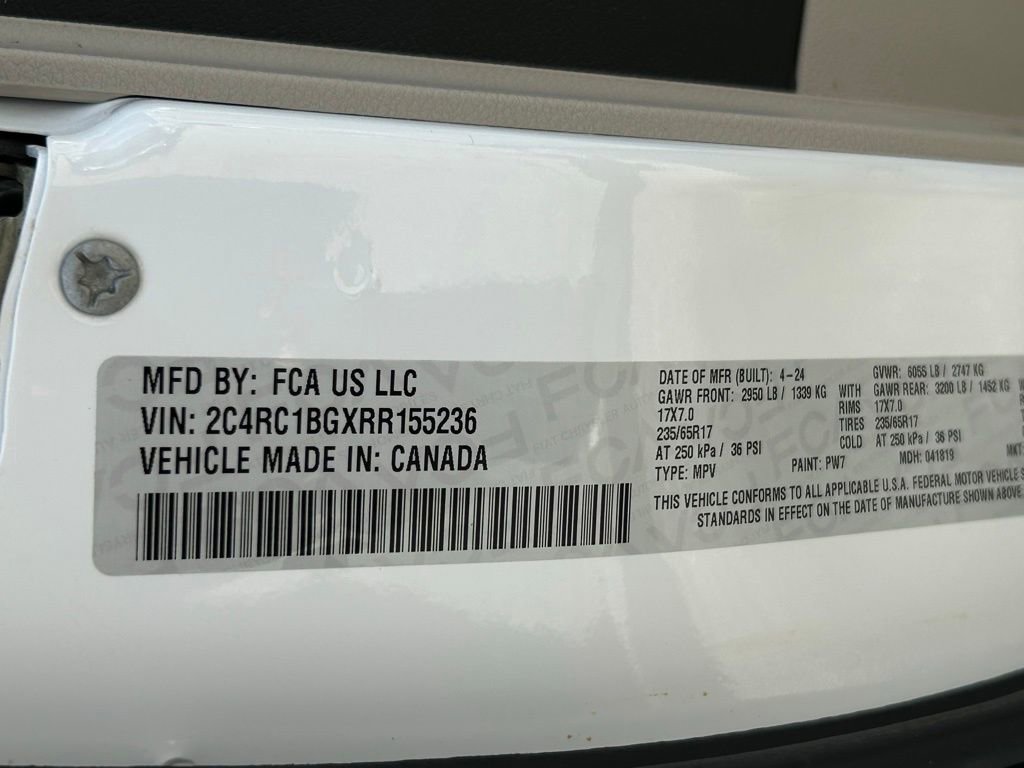 MFD BY: FCA US LLC
VIN: 2C4RC1BGXRR155236
VEHICLE MADE IN: CANADA
DATE OF MFR (BUILT): 4-24 GVWR: 6055 LB / 2747 KG
GAWR FRONT: 2950 LB / 1339 KG WITH GAWR REAR: 3200 LB / 1452 KG
17X7.0 RIMS 17X7.0
235/65R17 TIRES 235/65R17
AT 250 kPa / 36 PSI COLD AT 250 kPa / 36 PSI
TYPE: MPV PAINT: PW7 MDH: 041819 MKT:
THIS VEHICLE CONFORMS TO ALL APPLICABLE U.S.A. FEDERAL MOTOR VEHICLE
STANDARDS IN EFFECT ON THE DATE OF MANUFACTURE SHOWN ABOVE